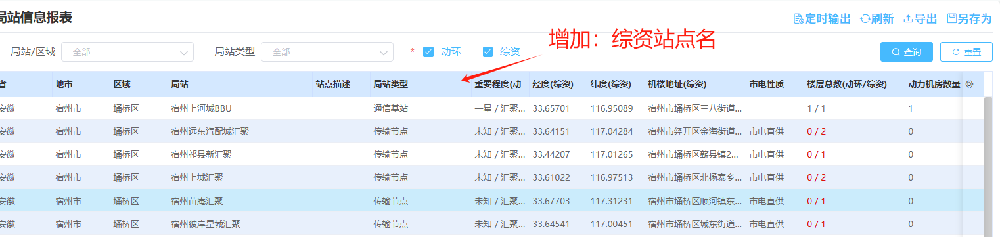 局站信息报表
定时输出 刷新 导出 另存为
增加：综资站点名
局站/区域 全部 局站类型 全部 * 动环 综资 查询 重置
省 地市 区域 局站 站点描述 局站类型 重要程度(动 经度(综资) 纬度(综资) 机楼地址(综资) 市电性质 楼层总数(动环/综资) 动力机房数量
安徽 宿州市 埇桥区 宿州上河城BBU 通信基站 一星 / 汇聚... 33.65701 116.95089 宿州市埇桥区三八街道... 1 / 1 1
安徽 宿州市 埇桥区 宿州远东汽配城汇聚 传输节点 未知 / 汇聚... 33.64151 117.04284 宿州市经开区金海街道... 市电直供 0 / 2 0
安徽 宿州市 埇桥区 宿州祁县新汇聚 传输节点 未知 / 汇聚... 33.44207 117.01265 宿州市埇桥区蕲县镇2... 市电直供 0 / 1 0
安徽 宿州市 埇桥区 宿州上城汇聚 传输节点 未知 / 汇聚... 33.61022 116.97513 宿州市埇桥区北杨寨乡... 市电直供 0 / 2 0
安徽 宿州市 埇桥区 宿州苗庵汇聚 传输节点 未知 / 汇聚... 33.67703 117.31231 宿州市埇桥区顺河镇东... 市电直供 0 / 1 0
安徽 宿州市 埇桥区 宿州彼岸星城汇聚 传输节点 未知 / 汇聚... 33.64541 117.00451 宿州市埇桥区城东街道... 市电直供 0 / 1 0